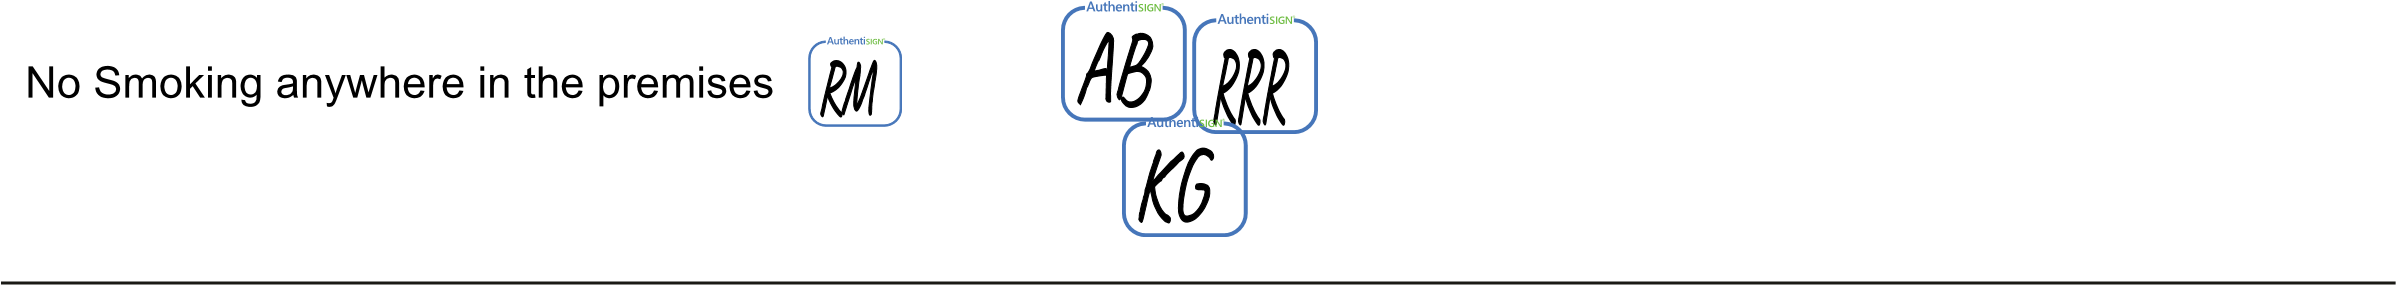 AuthentiSIGN AuthentiSIGN
No Smoking anywhere in the premises AuthentiSIGN RM AB RRR
AuthentiSIGN
KG